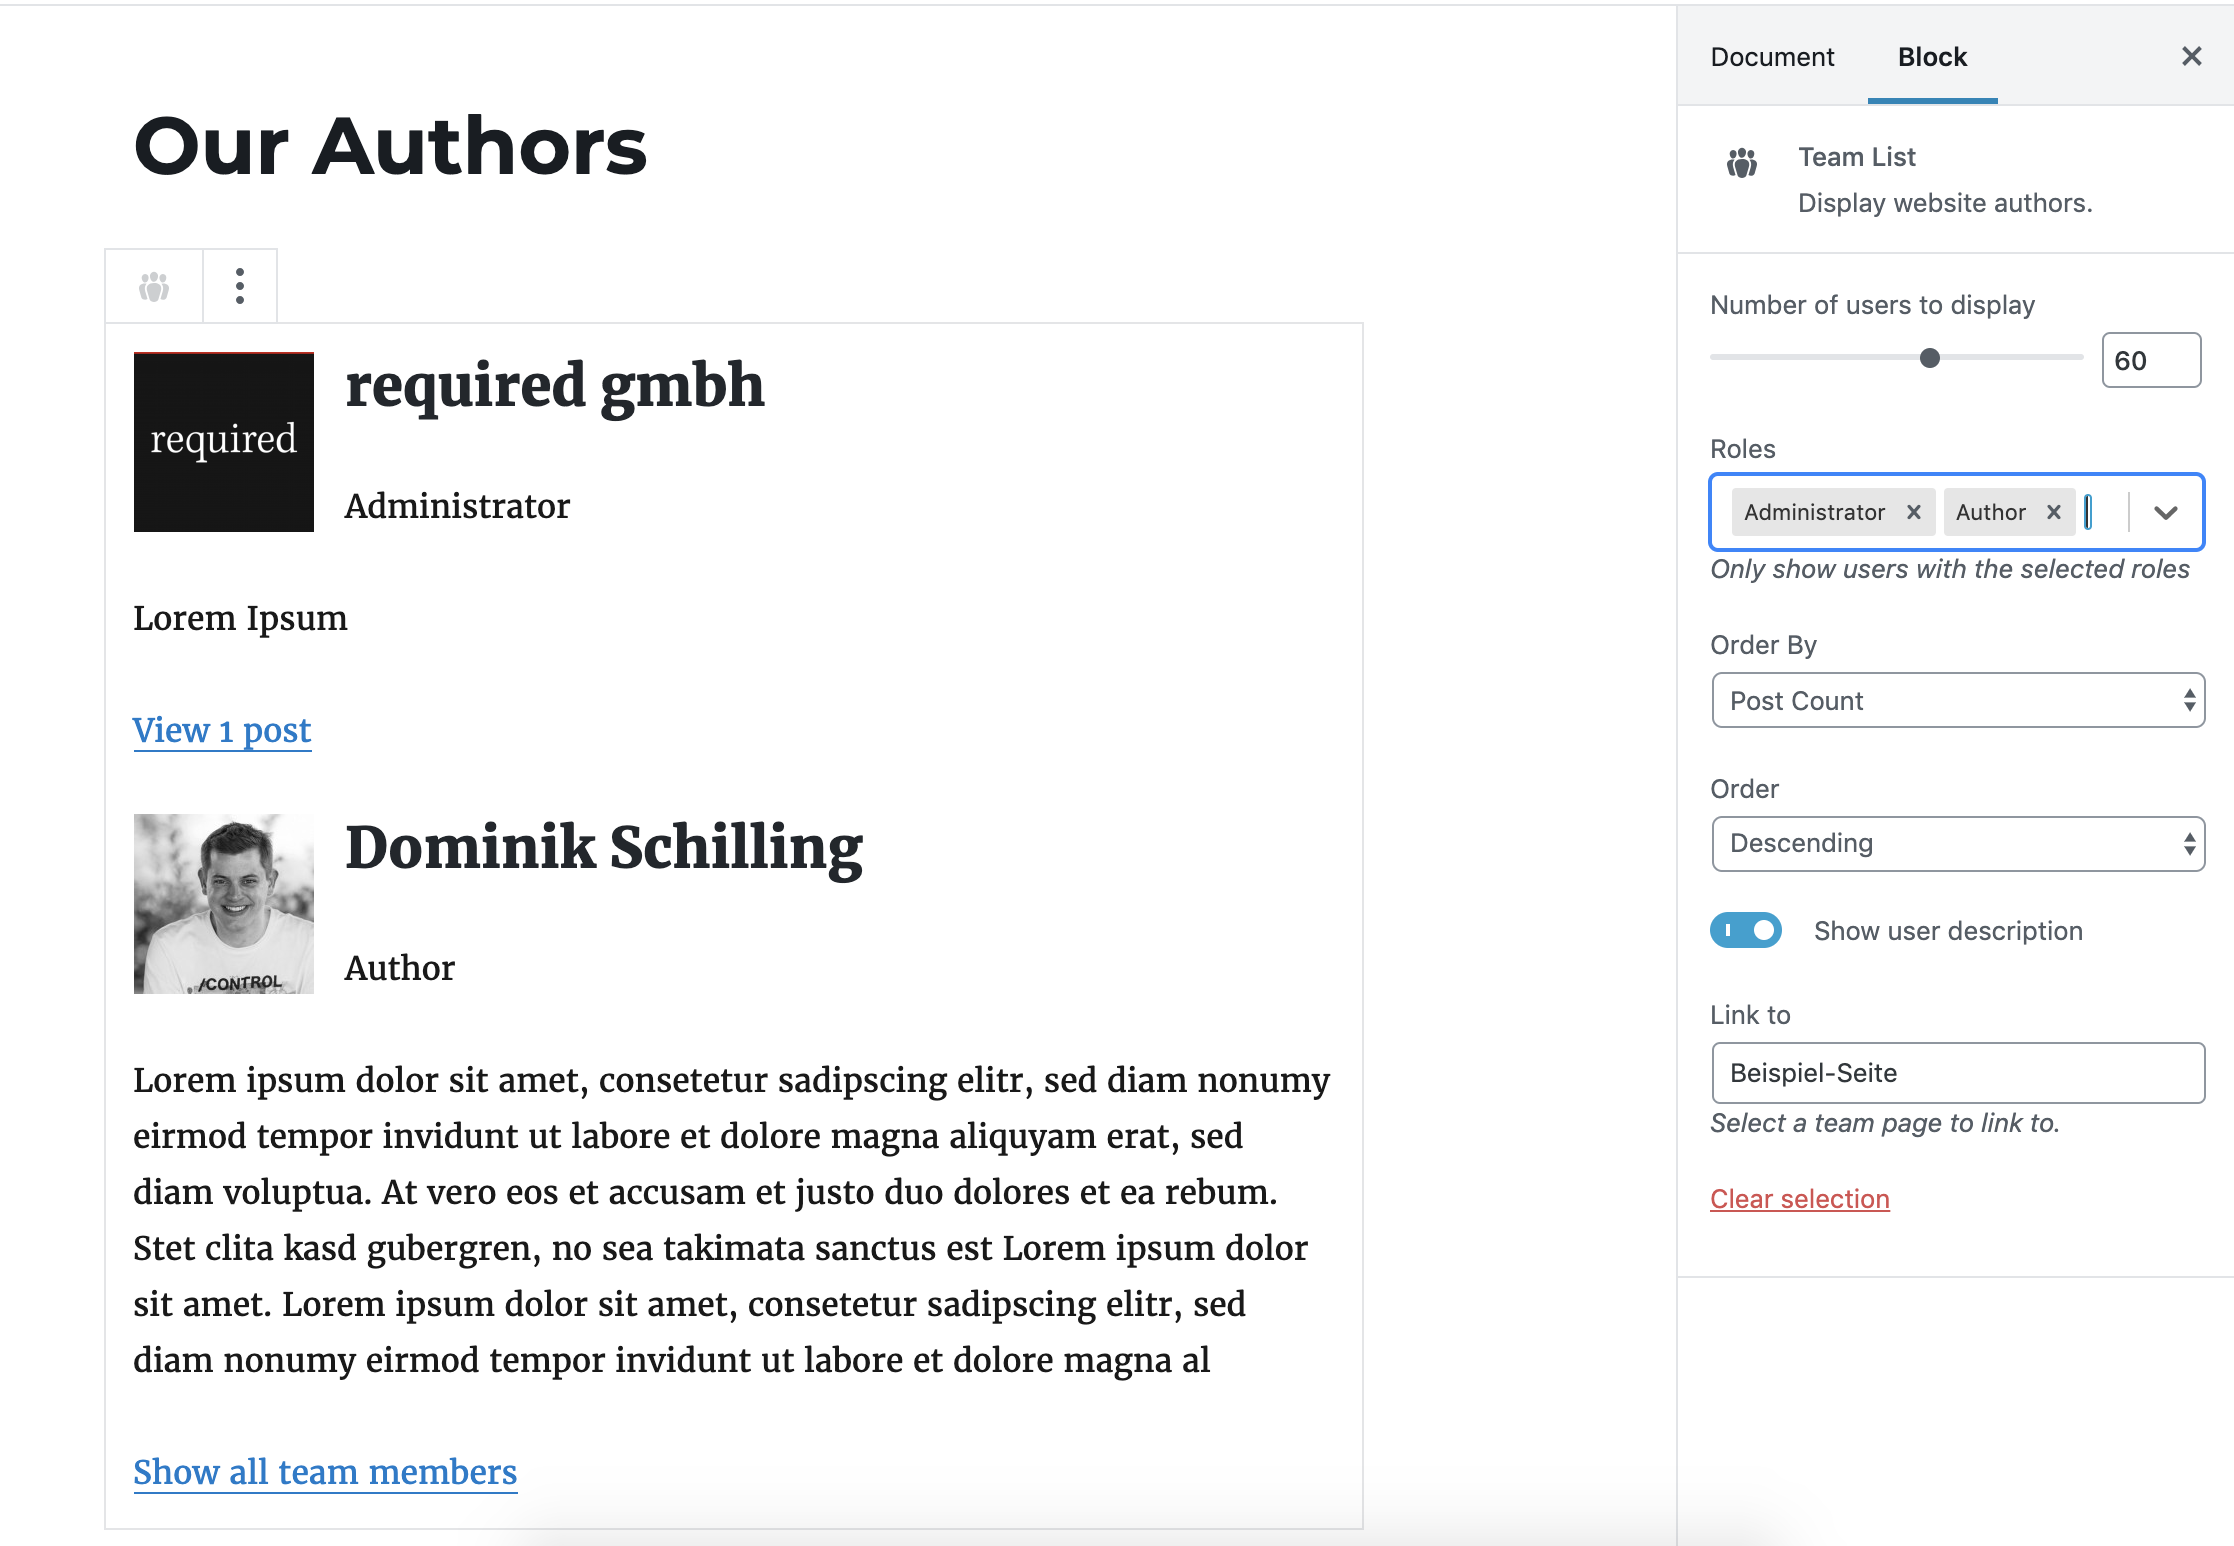 Our Authors
required
required gmbh
Administrator
Lorem Ipsum
View 1 post
Dominik Schilling
Author
/CONTROL
Lorem ipsum dolor sit amet, consetetur sadipscing elitr, sed diam nonumy
eirmod tempor invidunt ut labore et dolore magna aliquyam erat, sed
diam voluptua. At vero eos et accusam et justo duo dolores et ea rebum.
Stet clita kasd gubergren, no sea takimata sanctus est Lorem ipsum dolor
sit amet. Lorem ipsum dolor sit amet, consetetur sadipscing elitr, sed
diam nonumy eirmod tempor invidunt ut labore et dolore magna al
Show all team members
Document Block
Team List
Display website authors.
Number of users to display
60
Roles
Administrator Author
Only show users with the selected roles
Order By
Post Count
Order
Descending
Show user description
Link to
Beispiel-Seite
Select a team page to link to.
Clear selection